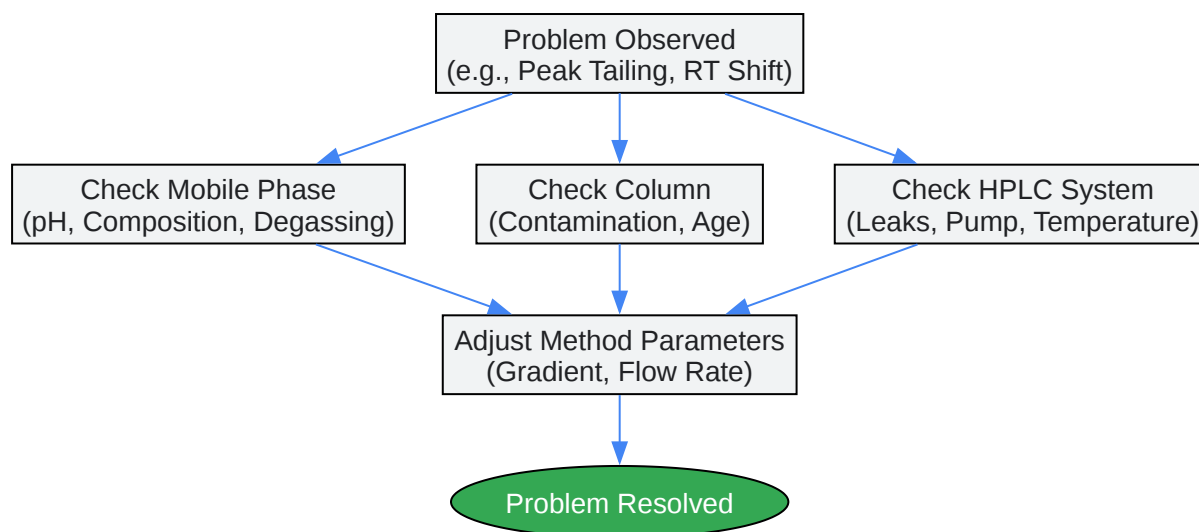 Problem Observed
(e.g., Peak Tailing, RT Shift)
Check Mobile Phase
(pH, Composition, Degassing)
Check Column
(Contamination, Age)
Check HPLC System
(Leaks, Pump, Temperature)
Adjust Method Parameters
(Gradient, Flow Rate)
Problem Resolved